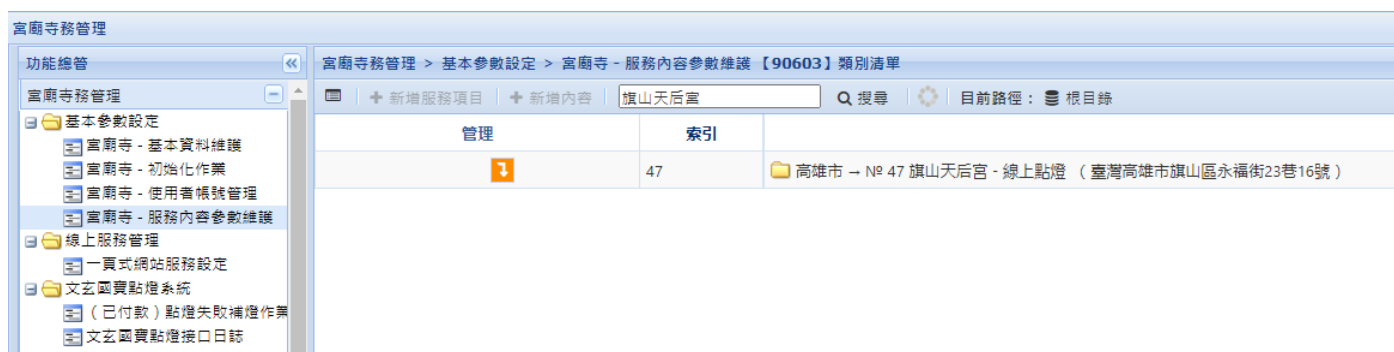 宮廟寺務管理
功能總管
宮廟寺務管理 > 基本參數設定 > 宮廟寺 - 服務內容參數維護 【90603】類別清單
宮廟寺務管理
新增服務項目 新增內容 旗山天后宮 搜尋 目前路徑： 根目錄
基本參數設定
宮廟寺 - 基本資料維護
宮廟寺 - 初始化作業
宮廟寺 - 使用者帳號管理
宮廟寺 - 服務內容參數維護
線上服務管理
一頁式網站服務設定
文玄國寶點燈系統
（已付款）點燈失敗補燈作業
文玄國寶點燈接口日誌
管理 索引
47 高雄市 → № 47 旗山天后宮 - 線上點燈 （臺灣高雄市旗山區永福街23巷16號）